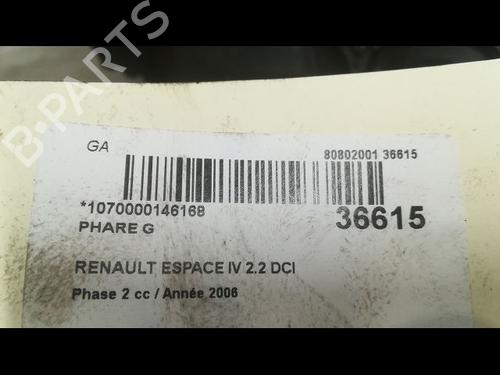 B-PARTS
GA
80802001 36615
*1070000146168
36615
PHARE G
RENAULT ESPACE IV 2.2 DCI
Phase 2 cc / Année 2006